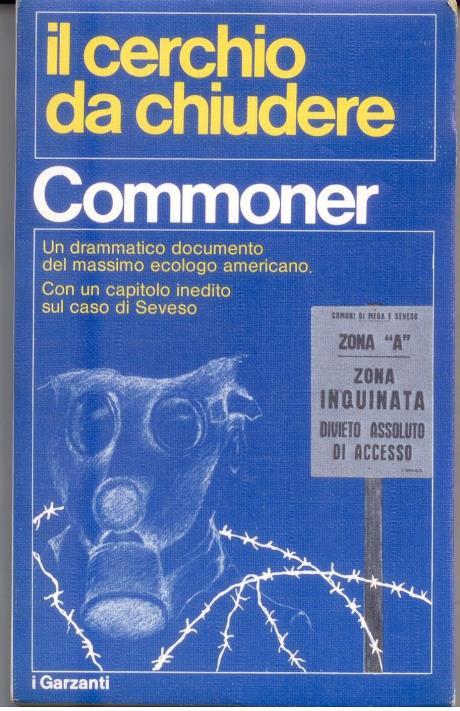 il cerchio
da chiudere
Commoner
Un drammatico documento
del massimo ecologo americano.
Con un capitolo inedito
sul caso di Seveso
COMUNI DI MEDA E SEVESO
ZONA "A"
ZONA
INQUINATA
DIVIETO ASSOLUTO
DI ACCESSO
i Garzanti